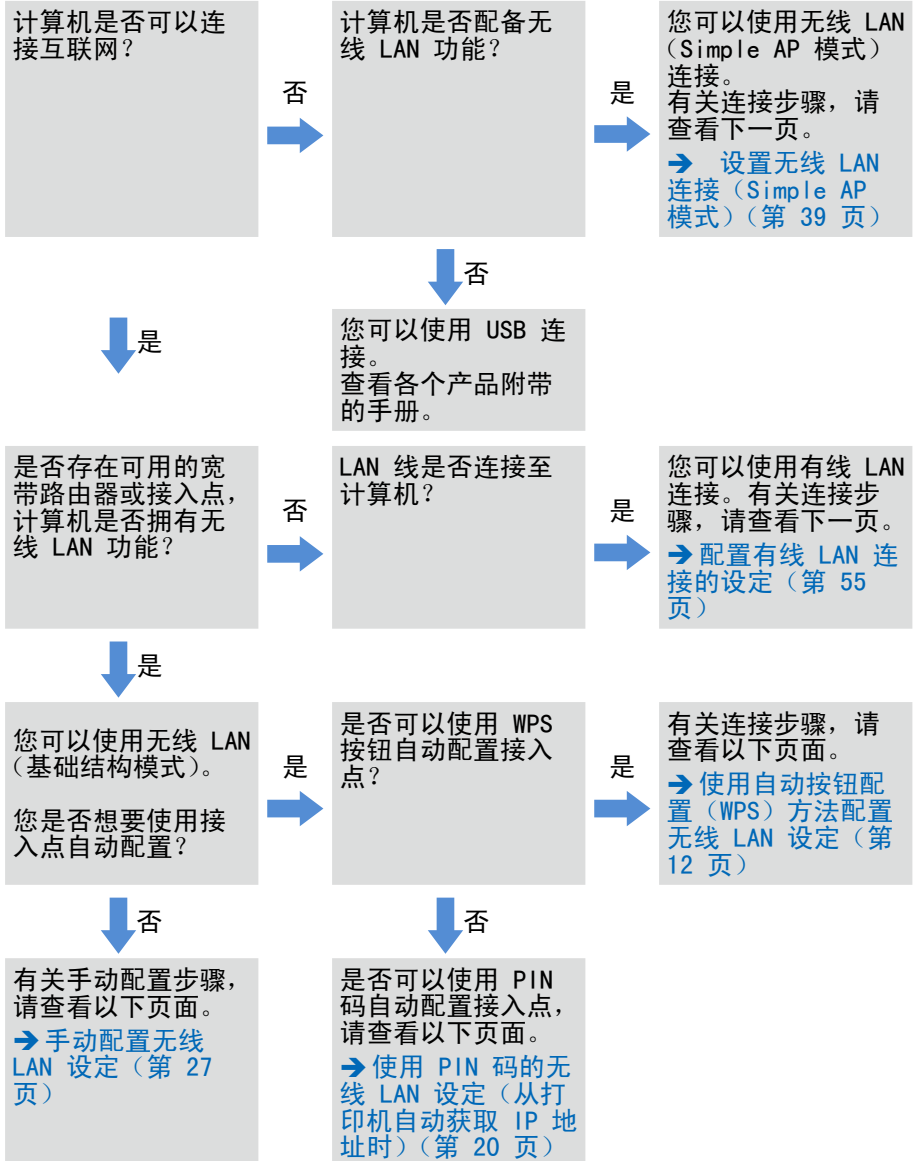 计算机是否可以连
接互联网？
否
计算机是否配备无
线 LAN 功能？
是
您可以使用无线 LAN
（Simple AP 模式）
连接。
有关连接步骤，请
查看下一页。
➔ 设置无线 LAN
连接（Simple AP
模式）（第 39 页）
是
否
您可以使用 USB 连
接。
查看各个产品附带
的手册。
是否存在可用的宽
带路由器或接入点，
计算机是否拥有无
线 LAN 功能？
否
LAN 线是否连接至
计算机？
是
您可以使用有线 LAN
连接。有关连接步
骤，请查看下一页。
➔ 配置有线 LAN 连
接的设定（第 55
页）
是
您可以使用无线 LAN
（基础结构模式）。
您是否想要使用接
入点自动配置？
是
是否可以使用 WPS
按钮自动配置接入
点？
是
有关连接步骤，请
查看以下页面。
➔ 使用自动按钮配
置（WPS）方法配置
无线 LAN 设定（第
12 页）
否
有关手动配置步骤，
请查看以下页面。
➔ 手动配置无线
LAN 设定（第 27
页）
否
是否可以使用 PIN
码自动配置接入点，
请查看以下页面。
➔ 使用 PIN 码的无
线 LAN 设定（从打
印机自动获取 IP 地
址时）（第 20 页）